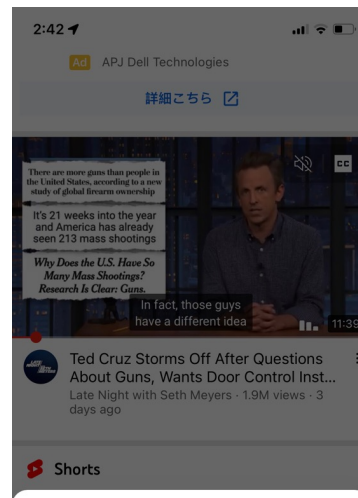 2:42
Ad APJ Dell Technologies
詳細こちら
There are more guns than people in
the United States, according to a new
study of global firearm ownership
It's 21 weeks into the year
and America has already
seen 213 mass shootings
Why Does the U.S. Have So
Many Mass Shootings?
Research Is Clear: Guns.
CC
In fact, those guys
have a different idea
11:39
LATE NIGHT
Ted Cruz Storms Off After Questions
About Guns, Wants Door Control Inst...
Late Night with Seth Meyers · 1.9M views · 3
days ago
Shorts